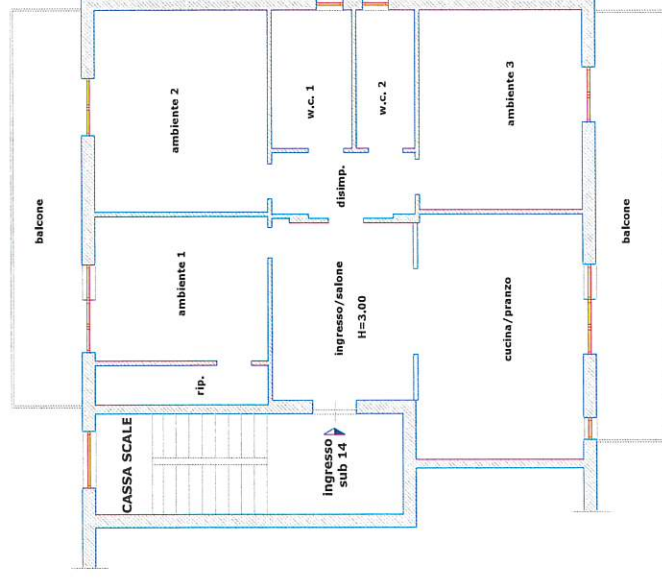 balcone
ambiente 2
w.c. 1
w.c. 2
ambiente 3
disimp.
ambiente 1
ingresso/salone
H=3.00
cucina/pranzo
balcone
rip.
CASSA SCALE
ingresso
sub 14